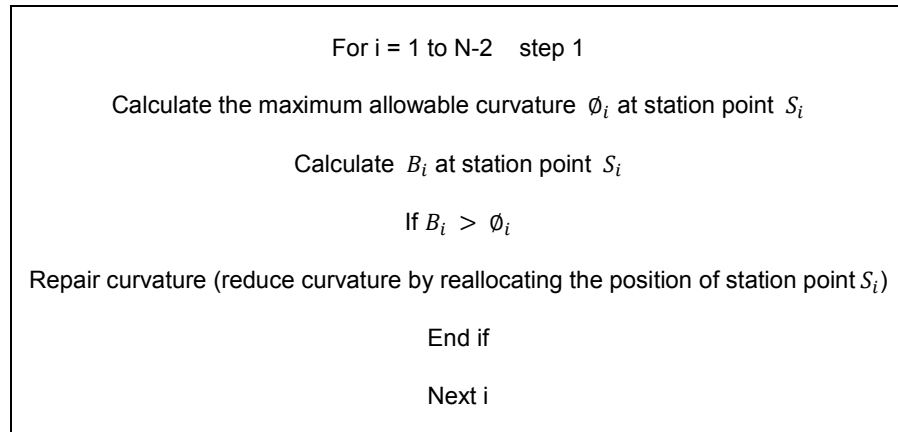 For i = 1 to N-2    step 1
Calculate the maximum allowable curvature ∅ᵢ at station point Sᵢ
Calculate Bᵢ at station point Sᵢ
If Bᵢ > ∅ᵢ
Repair curvature (reduce curvature by reallocating the position of station point Sᵢ)
End if
Next i